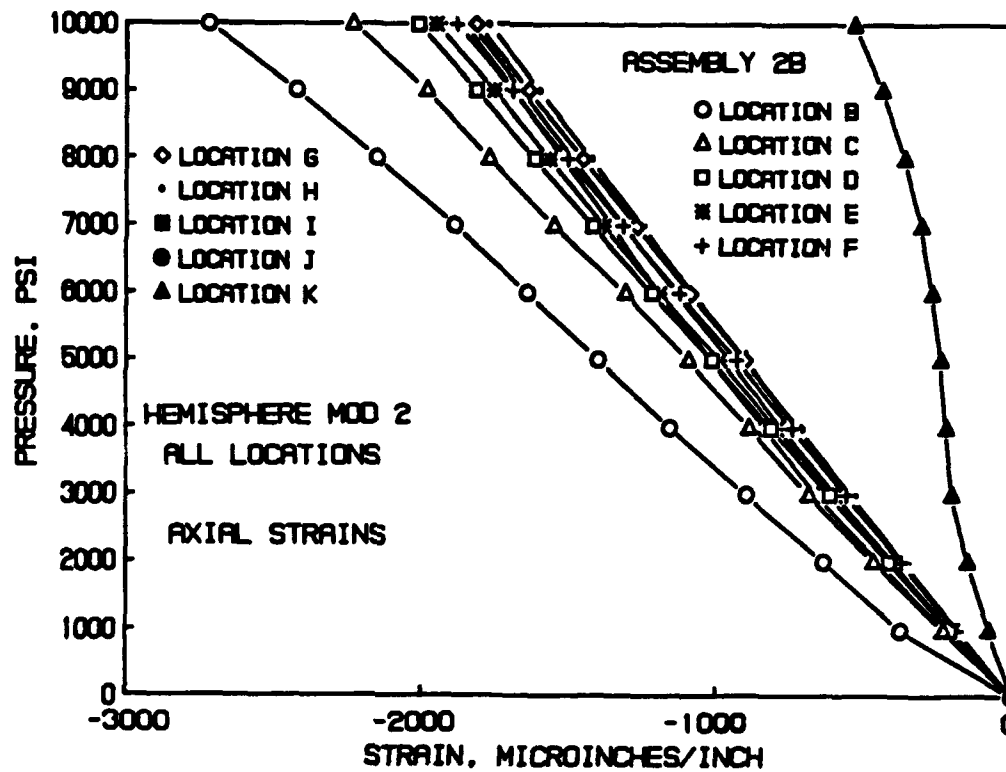 10000
9000
8000
7000
6000
5000
4000
3000
2000
1000
0
PRESSURE, PSI
ASSEMBLY 2B
LOCATION B
LOCATION C
LOCATION D
LOCATION E
LOCATION F
LOCATION G
LOCATION H
LOCATION I
LOCATION J
LOCATION K
HEMISPHERE MOD 2
ALL LOCATIONS
AXIAL STRAINS
-3000 -2000 -1000 0
STRAIN, MICROINCHES/INCH